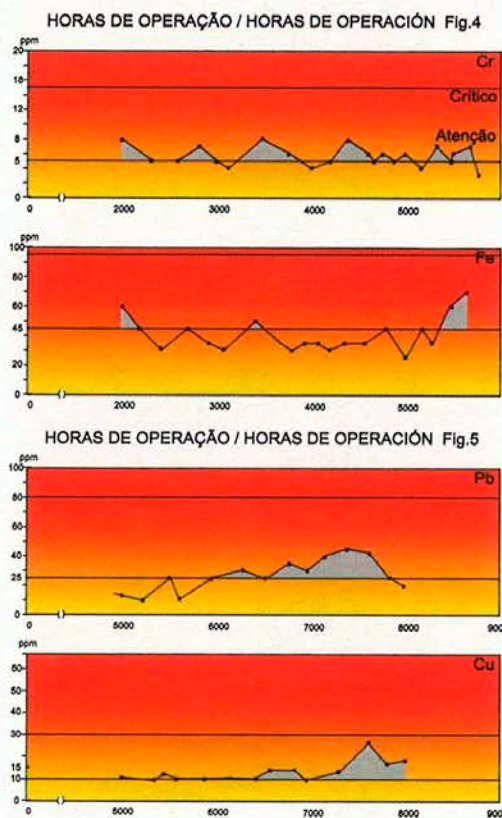 HORAS DE OPERAÇÃO / HORAS DE OPERACIÓN Fig.4
ppm
20
Cr
16
Crítico
12
8
Atenção
5
0
0 2000 3000 4000 5000
ppm
100
Fe
80
60
45
0
0 2000 3000 4000 5000
HORAS DE OPERAÇÃO / HORAS DE OPERACIÓN Fig.5
ppm
100
Pb
80
60
40
25
0
0 5000 6000 7000 8000 900
ppm
Cu
60
50
30
15
10
0
0 5000 6000 7000 8000 900